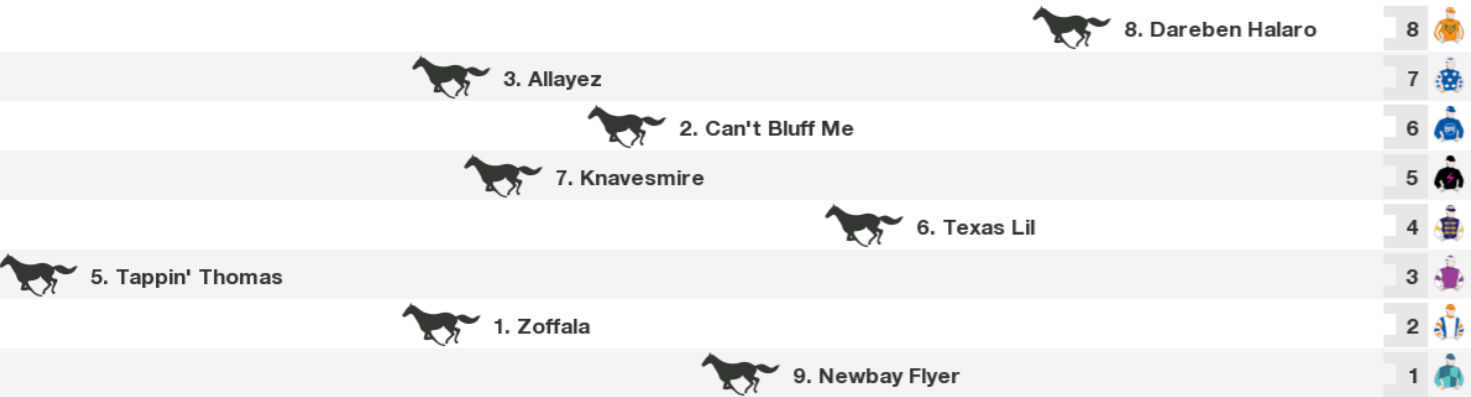 8. Dareben Halaro 8
3. Allayez 7
2. Can't Bluff Me 6
7. Knavesmire 5
6. Texas Lil 4
5. Tappin' Thomas 3
1. Zoffala 2
9. Newbay Flyer 1